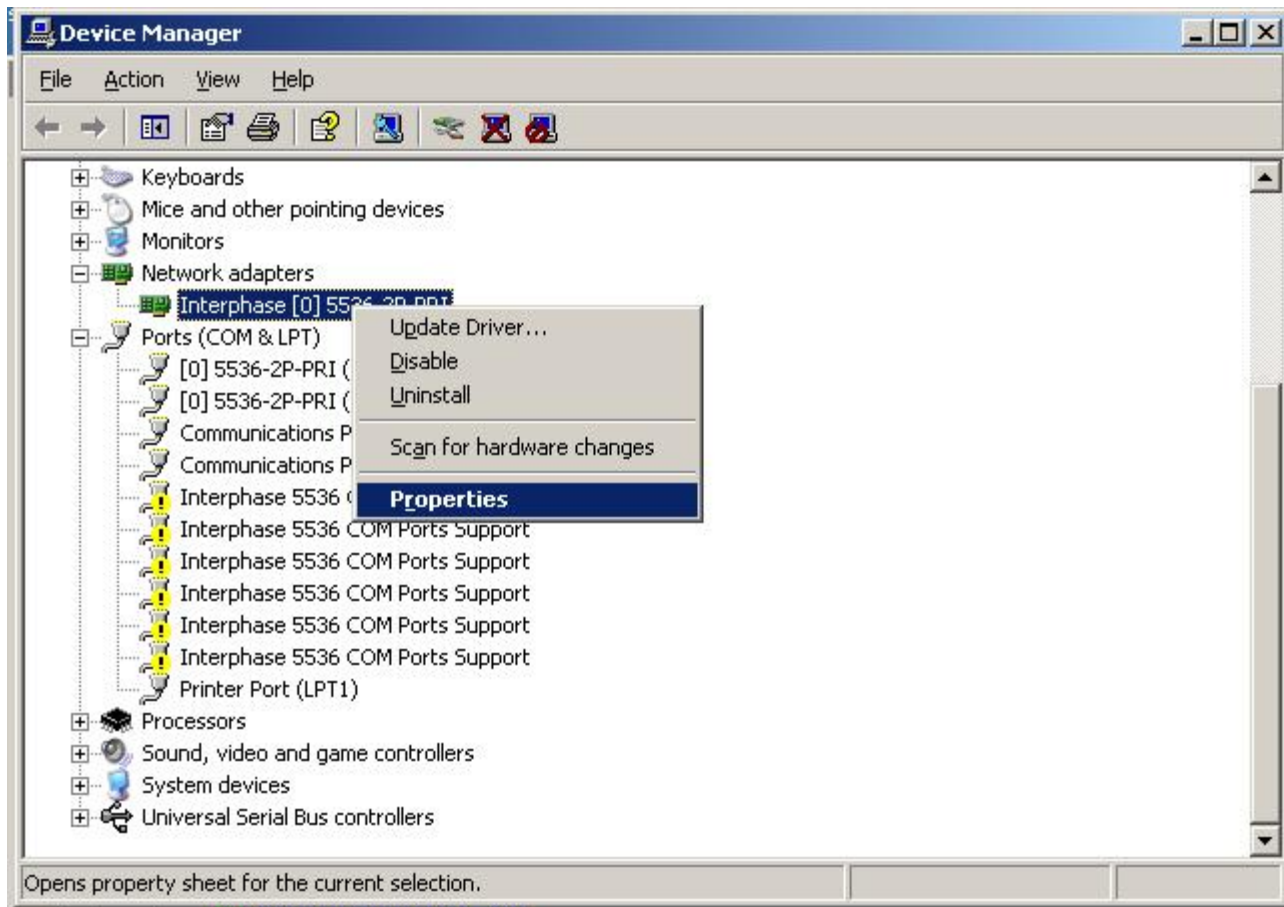 Device Manager
File Action View Help
Keyboards
Mice and other pointing devices
Monitors
Network adapters
Interphase [0] 5536-2P-PRI
Update Driver...
Disable
Uninstall
Scan for hardware changes
Properties
Ports (COM & LPT)
[0] 5536-2P-PRI (
[0] 5536-2P-PRI (
Communications P
Communications P
Interphase 5536
Interphase 5536 COM Ports Support
Interphase 5536 COM Ports Support
Interphase 5536 COM Ports Support
Interphase 5536 COM Ports Support
Interphase 5536 COM Ports Support
Printer Port (LPT1)
Processors
Sound, video and game controllers
System devices
Universal Serial Bus controllers
Opens property sheet for the current selection.